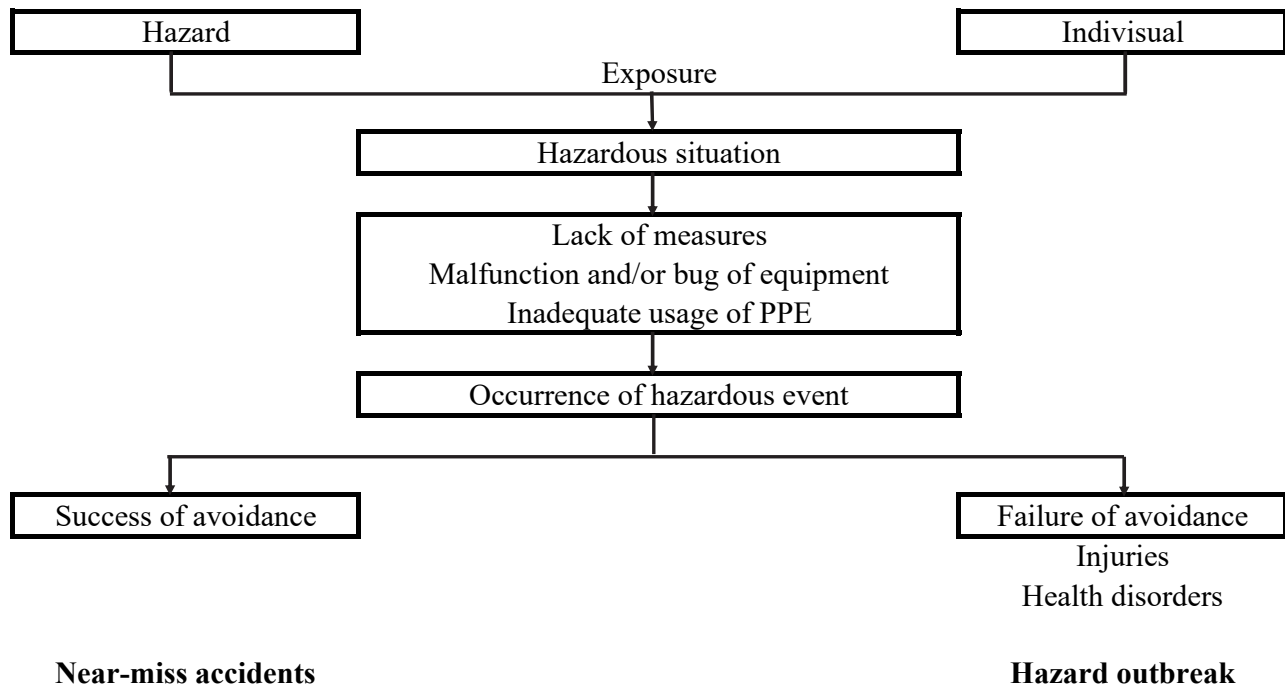 Hazard
Indivisual
Exposure
Hazardous situation
Lack of measures
Malfunction and/or bug of equipment
Inadequate usage of PPE
Occurrence of hazardous event
Success of avoidance
Failure of avoidance
Injuries
Health disorders
Near-miss accidents
Hazard outbreak